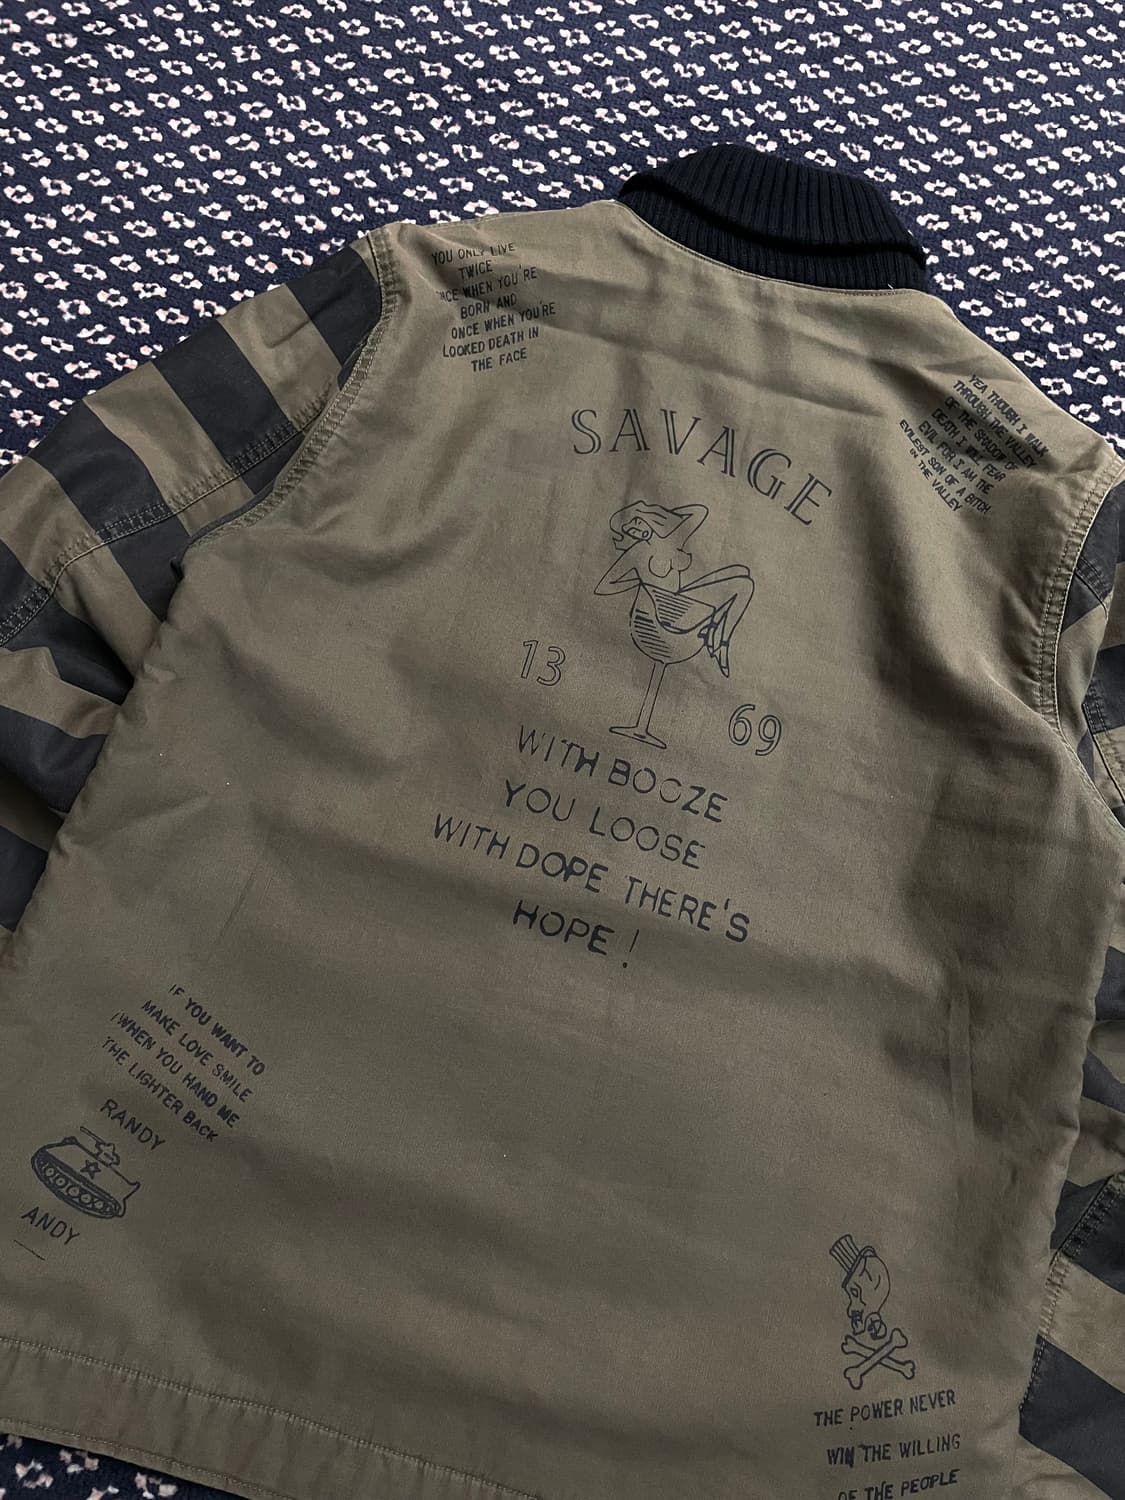 YOU ONLY LIVE
TWICE
WHEN YOU'RE
BORN AND
ONCE WHEN YOU'RE
LOOKED DEATH IN
THE FACE
YEA THOUGH I WALK
THROUGH THE VALLEY
OF THE SHADOW OF
DEATH I FEAR
EVIL FOR I AM THE
EVILEST SON OF A BITCH
IN THE VALLEY
SAVAGE
13
69
WITH BOOZE
YOU LOOSE
WITH DOPE THERE'S
HOPE !
IF YOU WANT TO
MAKE LOVE SMILE
WHEN YOU HAND ME
THE LIGHTER BACK
RANDY
ANDY
THE POWER NEVER
WIN THE WILLING
OF THE PEOPLE